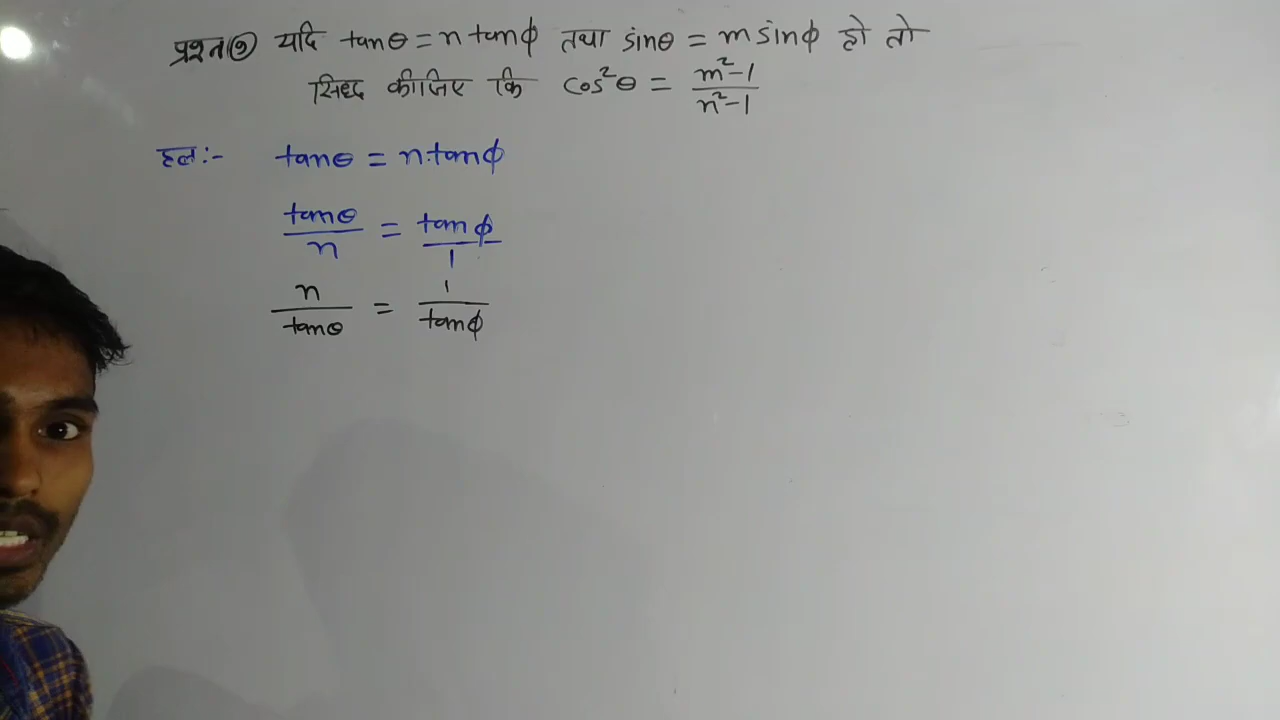 प्रश्न ⑨ यदि tanθ = n tanϕ तथा sinθ = m sinϕ हो तो
सिध्द कीजिए कि cos²θ = (m²-1)/(n²-1)
हल:- tanθ = n.tanϕ
tanθ/n = tanϕ/1
n/tanθ = 1/tanϕ